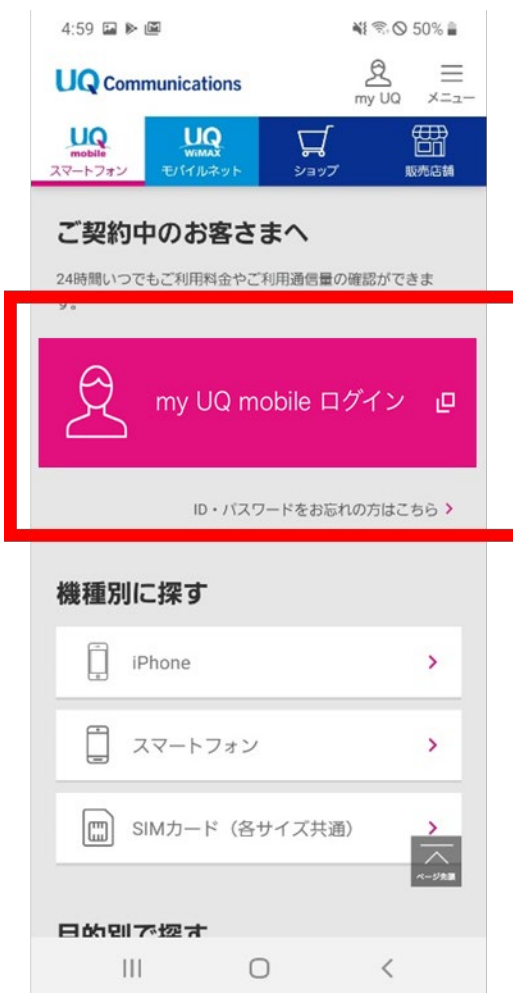 4:59 50%
UQ Communications
my UQ メニュー
UQ mobile スマートフォン
UQ WiMAX モバイルネット
ショップ
販売店舗
ご契約中のお客さまへ
24時間いつでもご利用料金やご利用通信量の確認ができま
す。
my UQ mobile ログイン
ID・パスワードをお忘れの方はこちら
機種別に探す
iPhone
スマートフォン
SIMカード（各サイズ共通）
ページ先頭
目的別で探す